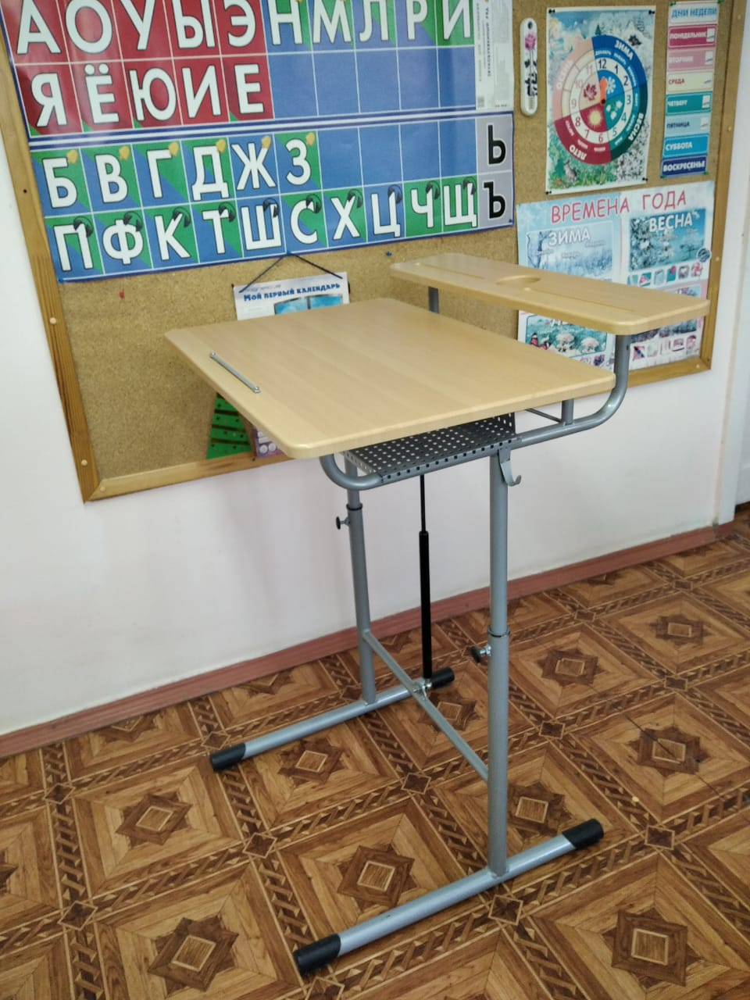 А О У Ы Э Н М Л Р И
Я Ё Ю И Е
Б В Г Д Ж З Ь
П Ф К Т Ш С Х Ц Ч Щ Ъ
МОЙ ПЕРВЫЙ КАЛЕНДАРЬ
ЗИМА
ВЕСНА
ЛЕТО
12
1
2
3
4
5
6
7
8
9
10
11
ДНИ НЕДЕЛИ
ПОНЕДЕЛЬНИК
ВТОРНИК
СРЕДА
ЧЕТВЕРГ
ПЯТНИЦА
СУББОТА
ВОСКРЕСЕНЬЕ
ВРЕМЕНА ГОДА
ЗИМА
ВЕСНА